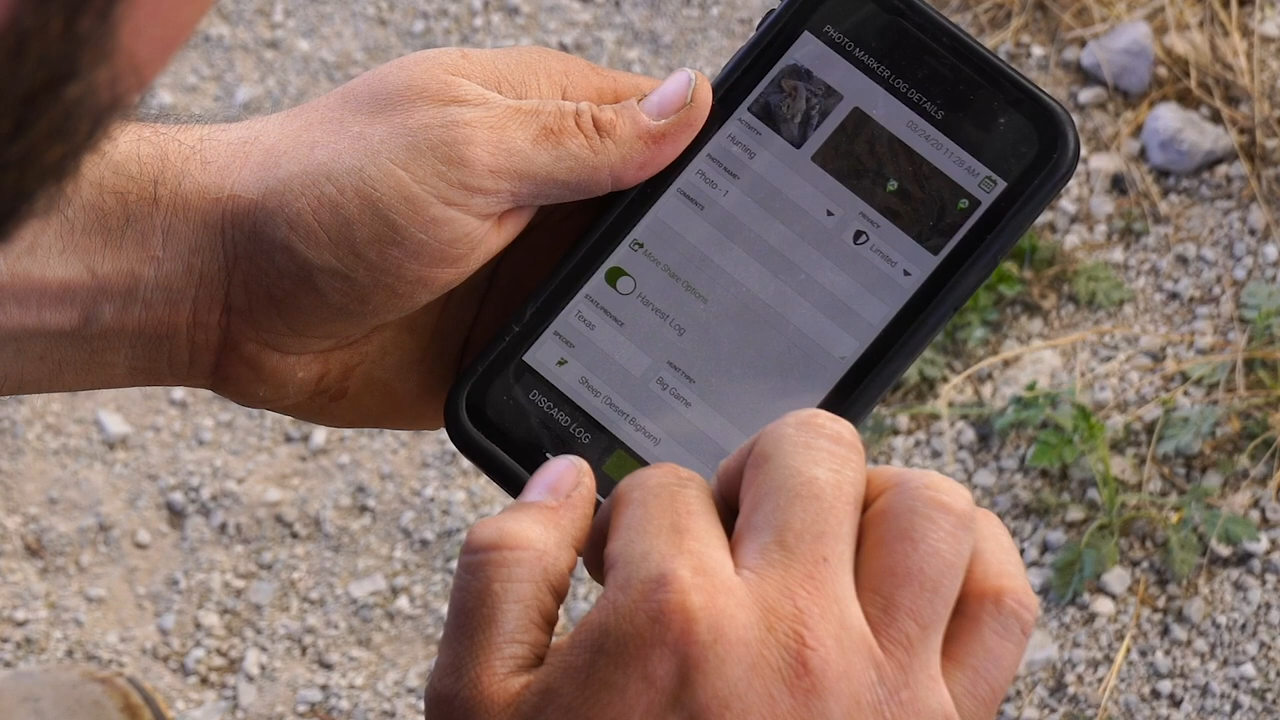 PHOTO MARKER LOG DETAILS
03/24/20 11:28 AM
ACTIVITY*
Hunting
PHOTO NAME*
Photo - 1
PRIVACY
Limited
COMMENTS
More Share Options
Harvest Log
STATE/PROVINCE
Texas
HUNT TYPE*
Big Game
SPECIES*
Sheep (Desert Bighorn)
DISCARD LOG